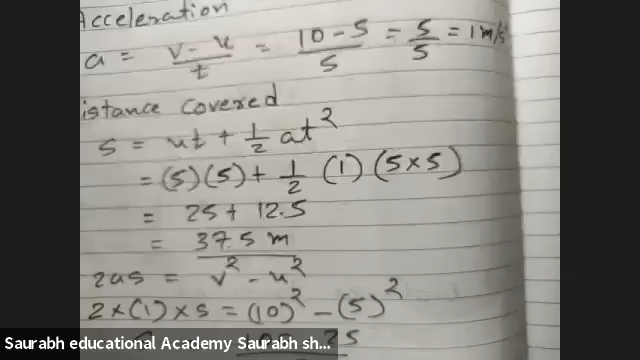 Acceleration
a = v-u/t = 10-5/5 = 5/5 = 1 m/s
istance covered
s = ut + 1/2 at²
= (5)(5) + 1/2 (1) (5×5)
= 25 + 12.5
= 37.5 m
2as = v² - u²
2×(1)×s = (10)² - (5)²
Saurabh educational Academy Saurabh sh...